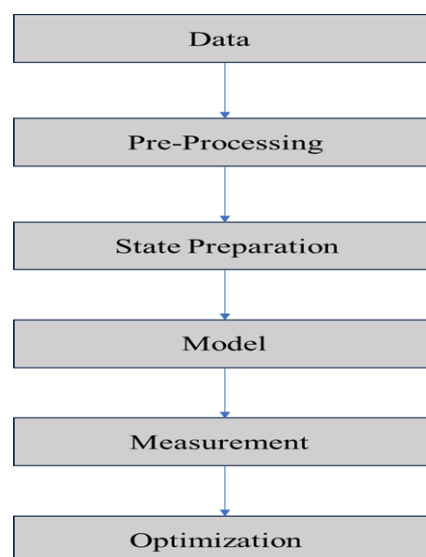 Data
Pre-Processing
State Preparation
Model
Measurement
Optimization